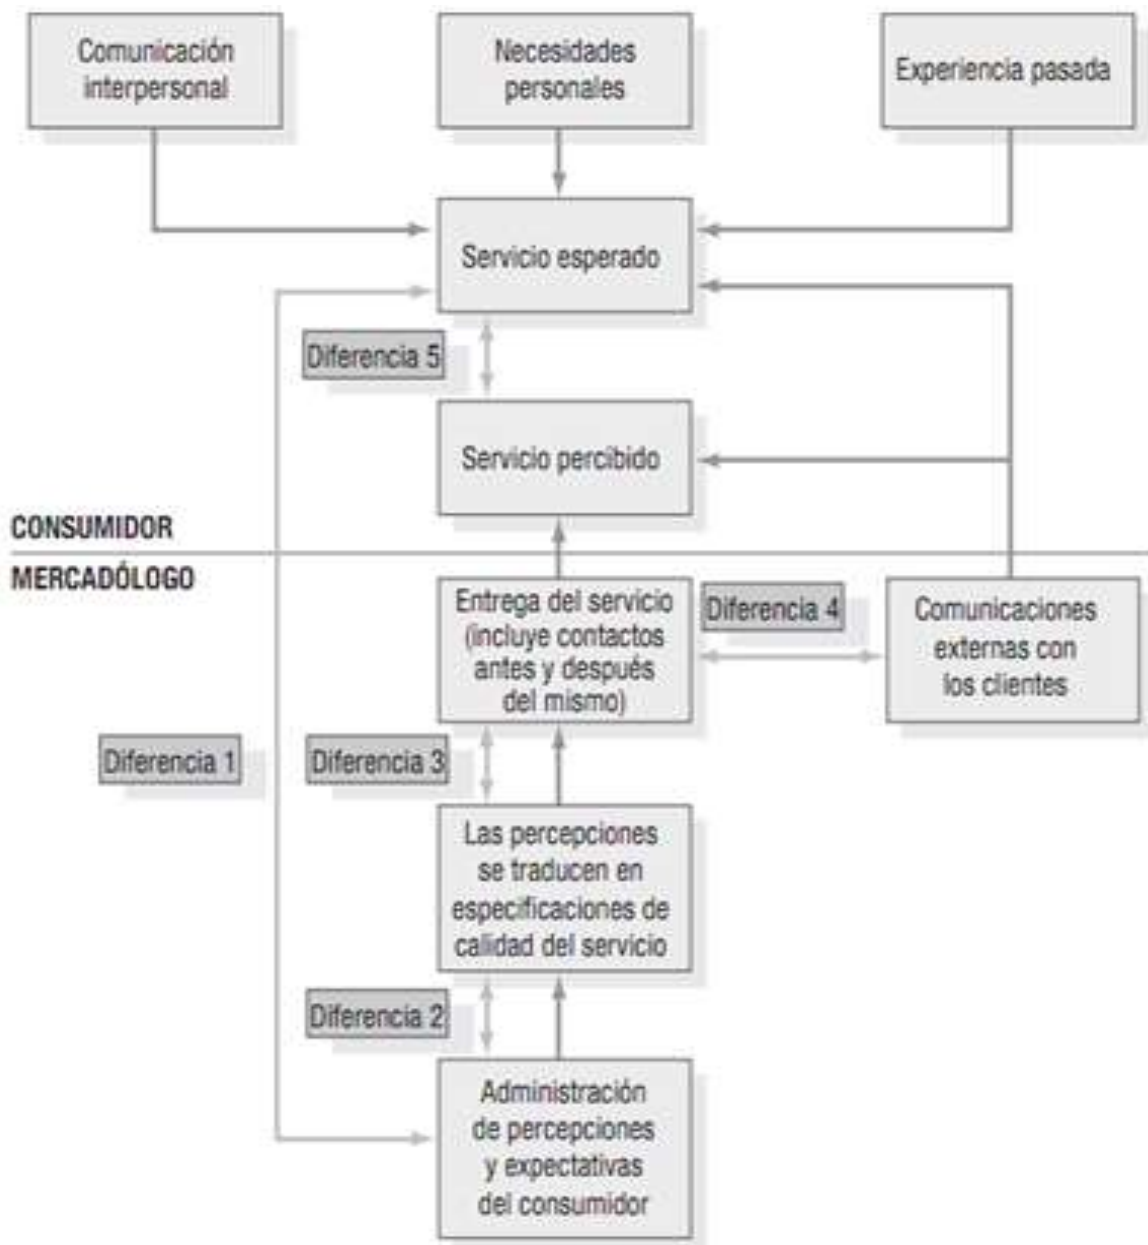 Comunicación
interpersonal
Necesidades
personales
Experiencia pasada
Servicio esperado
Diferencia 5
Servicio percibido
CONSUMIDOR
MERCADÓLOGO
Entrega del servicio
(incluye contactos
antes y después
del mismo)
Diferencia 4
Comunicaciones
externas con
los clientes
Diferencia 1
Diferencia 3
Las percepciones
se traducen en
especificaciones de
calidad del servicio
Diferencia 2
Administración
de percepciones
y expectativas
del consumidor